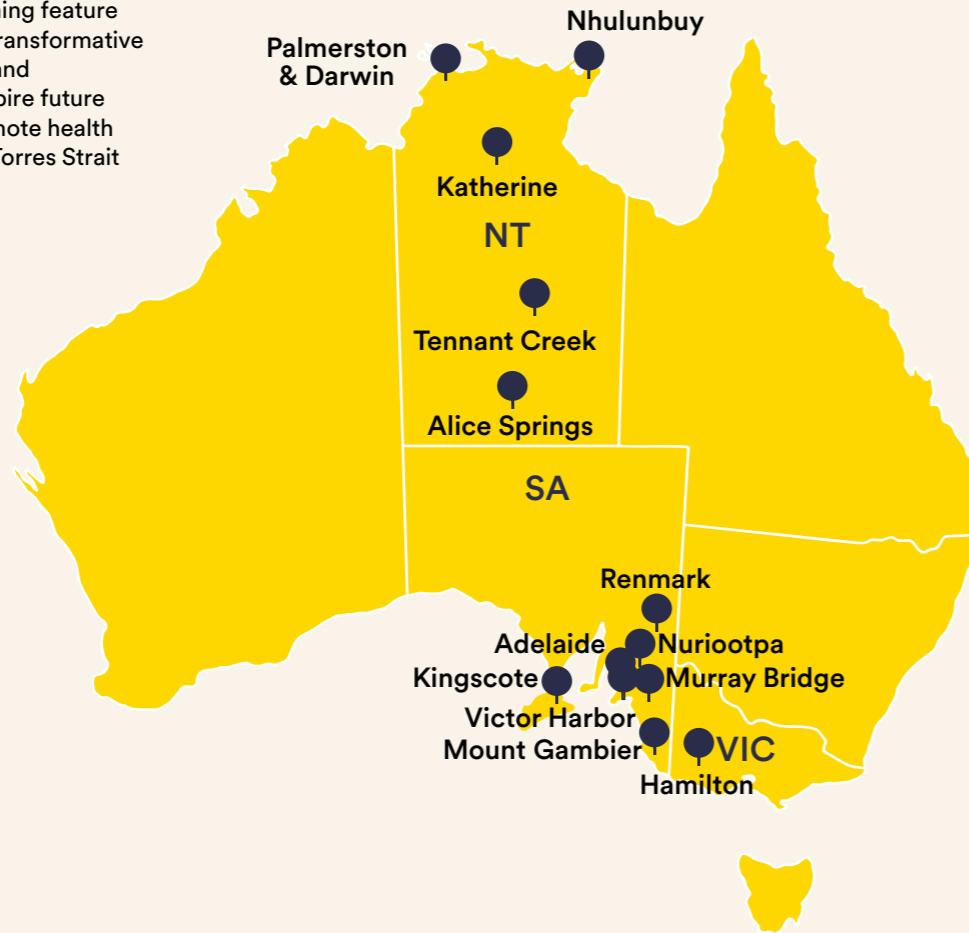 ing feature
ransformative
nd
pire future
note health
Torres Strait
Nhulunbuy
Palmerston
& Darwin
Katherine
NT
Tennant Creek
Alice Springs
SA
Renmark
Adelaide
Nuriootpa
Kingscote
Murray Bridge
Victor Harbor
Mount Gambier
VIC
Hamilton